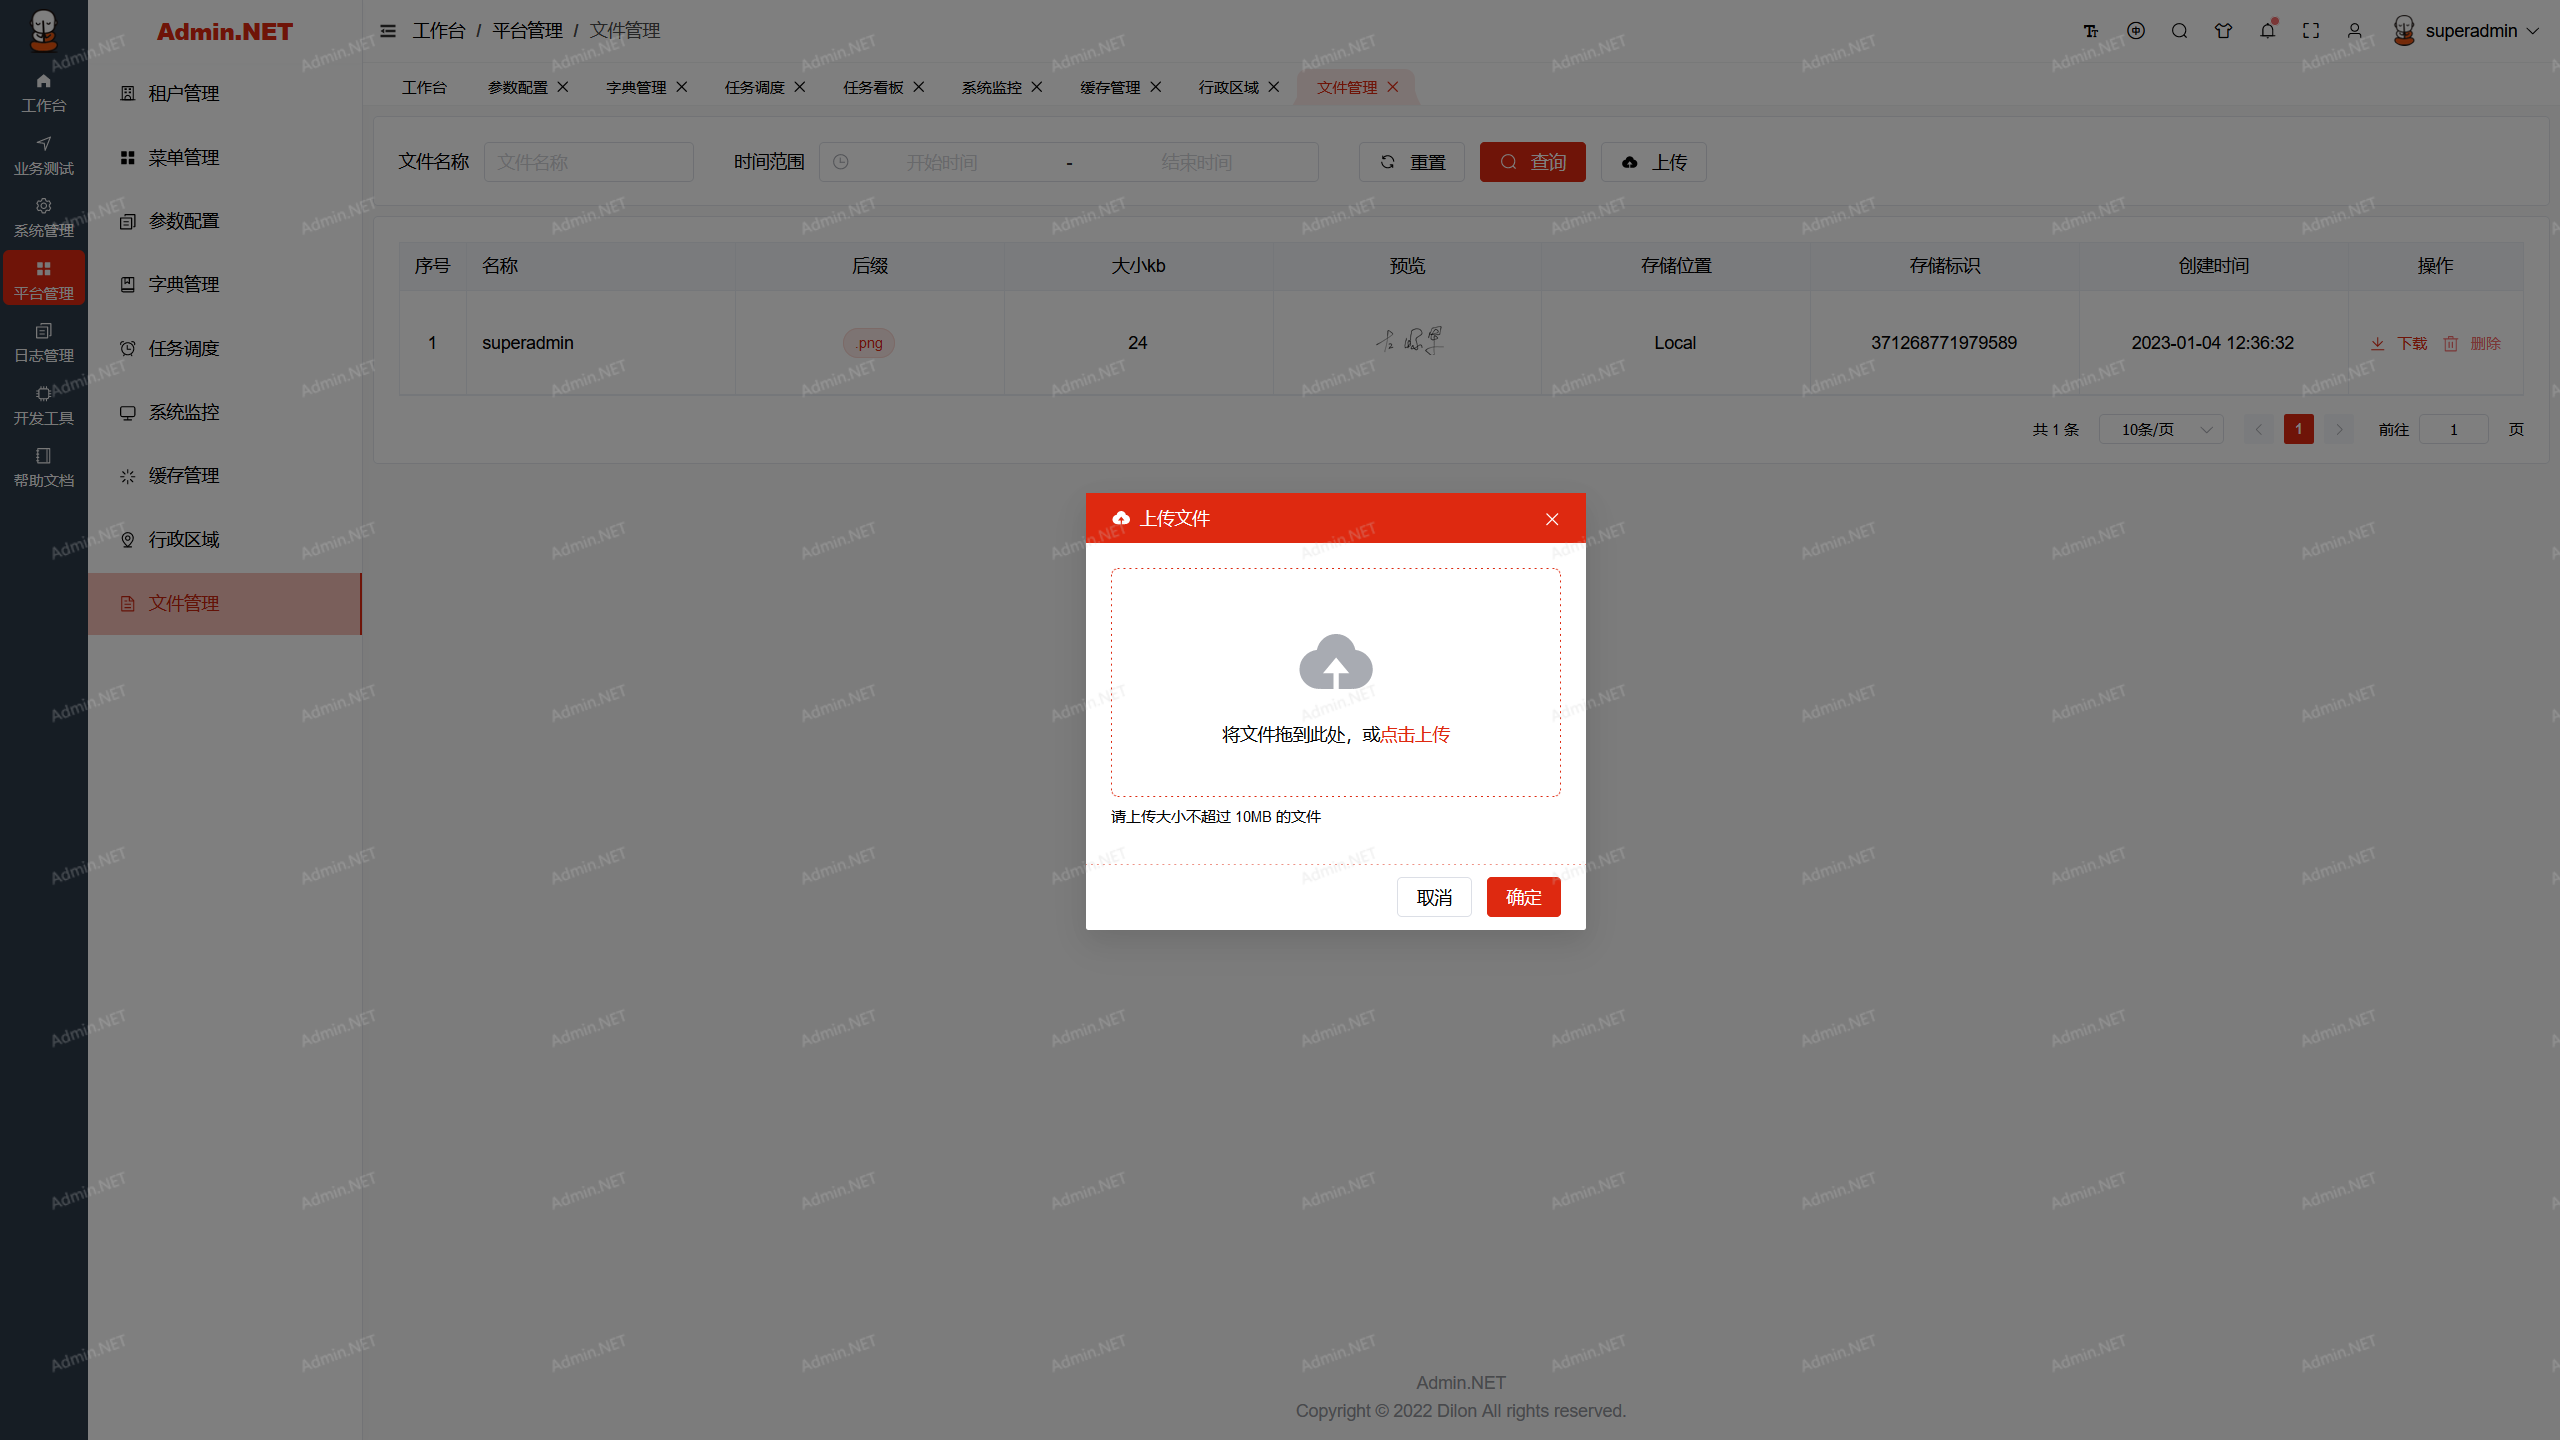 Admin.NET
工作台 / 平台管理 / 文件管理
superadmin
工作台
业务测试
系统管理
平台管理
日志管理
开发工具
帮助文档
租户管理
菜单管理
参数配置
字典管理
任务调度
系统监控
缓存管理
行政区域
文件管理
工作台 参数配置 字典管理 任务调度 任务看板 系统监控 缓存管理 行政区域 文件管理
文件名称 文件名称 时间范围 开始时间 - 结束时间 重置 查询 上传
序号 名称 后缀 大小kb 预览 存储位置 存储标识 创建时间 操作
1 superadmin .png 24 Local 371268771979589 2023-01-04 12:36:32 下载 删除
共 1 条 10条/页 1 前往 1 页
上传文件
将文件拖到此处，或点击上传
请上传大小不超过 10MB 的文件
取消 确定
Admin.NET
Copyright © 2022 Dilon All rights reserved.